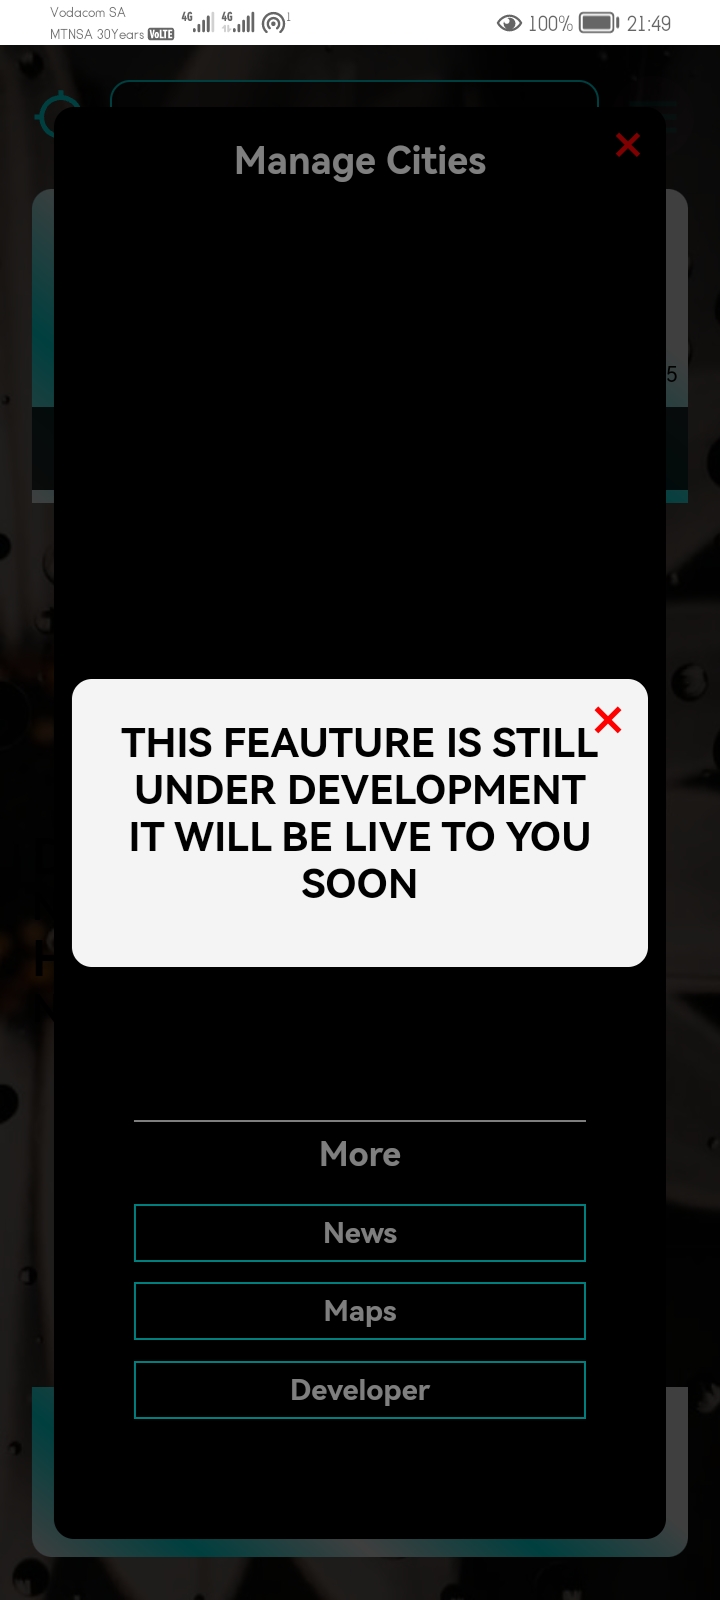 Vodacom SA
MTNSA 30Years VoLTE
4G 4G 1
100% 21:49
Manage Cities
5
THIS FEAUTURE IS STILL
UNDER DEVELOPMENT
IT WILL BE LIVE TO YOU
SOON
H
More
News
Maps
Developer